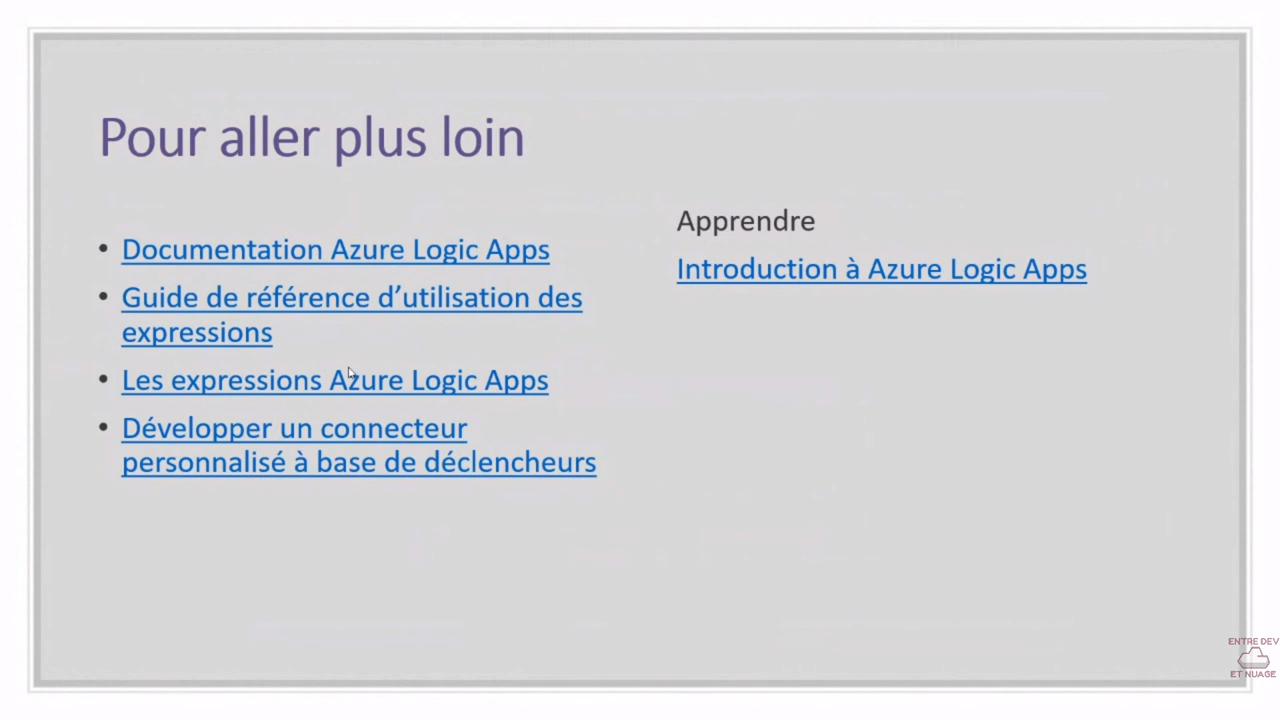 Pour aller plus loin
• Documentation Azure Logic Apps
• Guide de référence d'utilisation des
expressions
• Les expressions Azure Logic Apps
• Développer un connecteur
personnalisé à base de déclencheurs
Apprendre
Introduction à Azure Logic Apps
ENTRE DEV
ET NUAGE